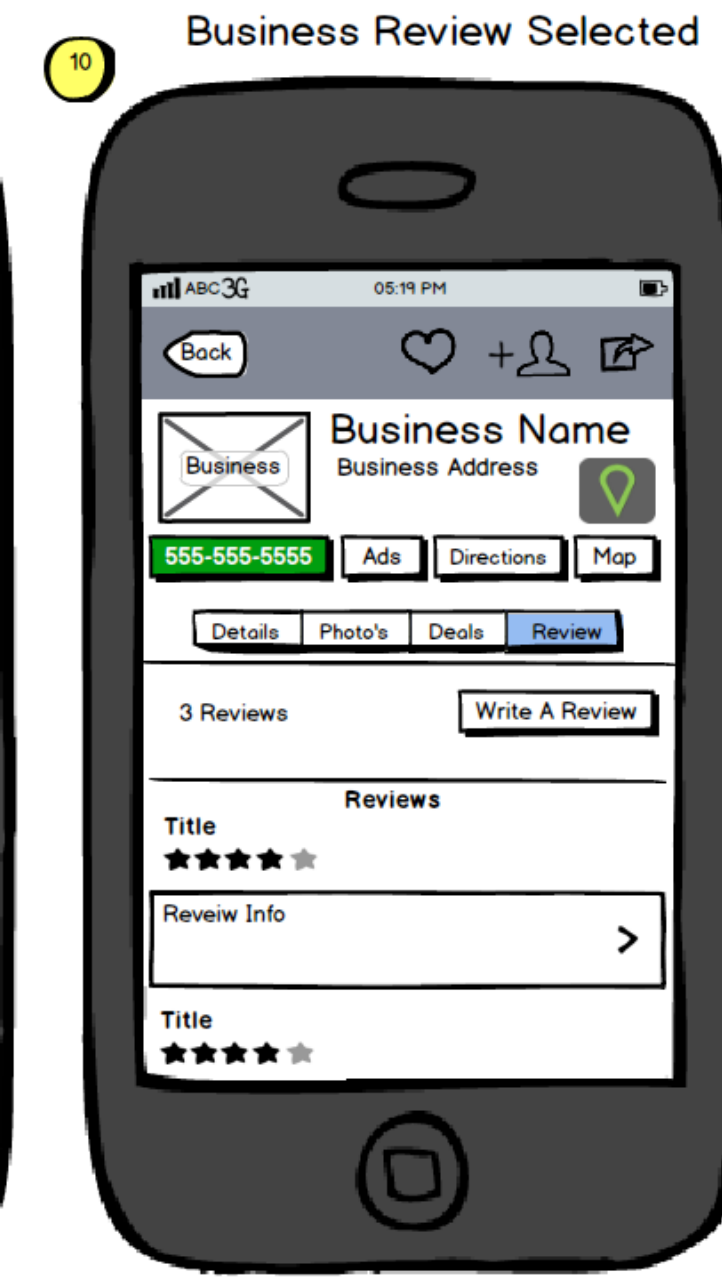 Business Review Selected
10
ABC 3G 05:19 PM
Back
Business Name
Business
Business Address
555-555-5555 Ads Directions Map
Details Photo's Deals Review
3 Reviews Write A Review
Reviews
Title
Reveiw Info
Title